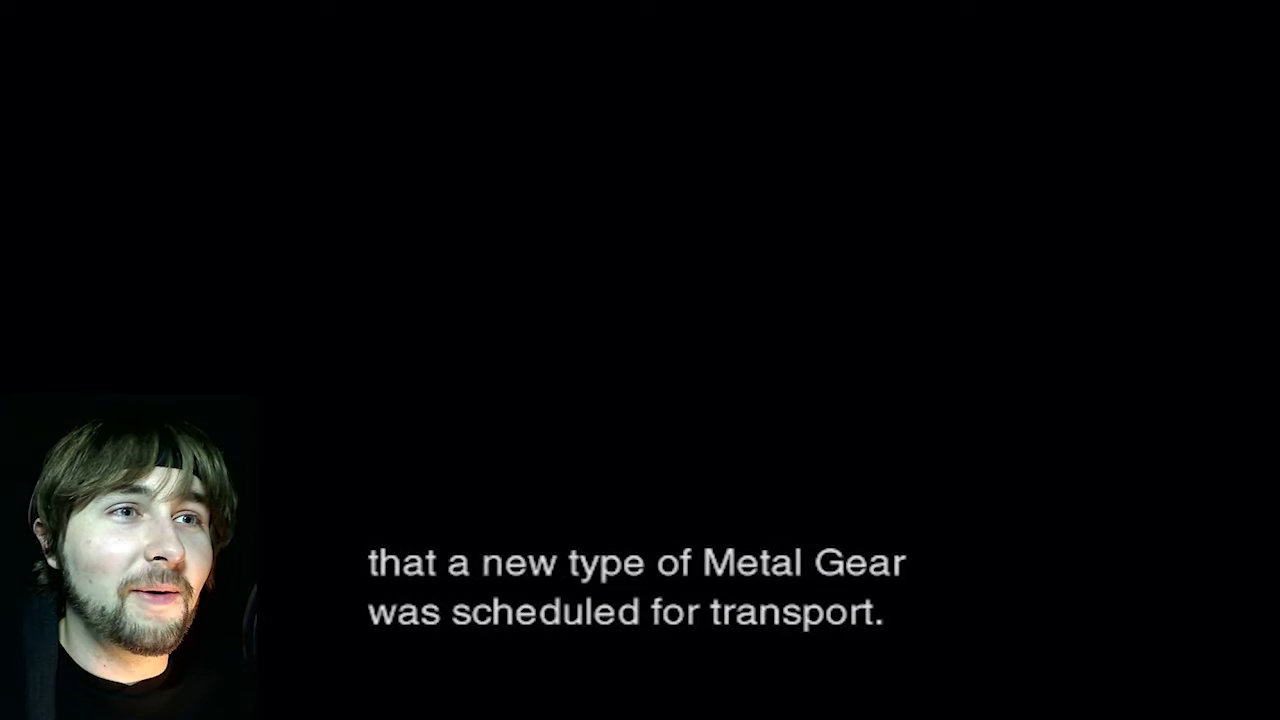 that a new type of Metal Gear
was scheduled for transport.